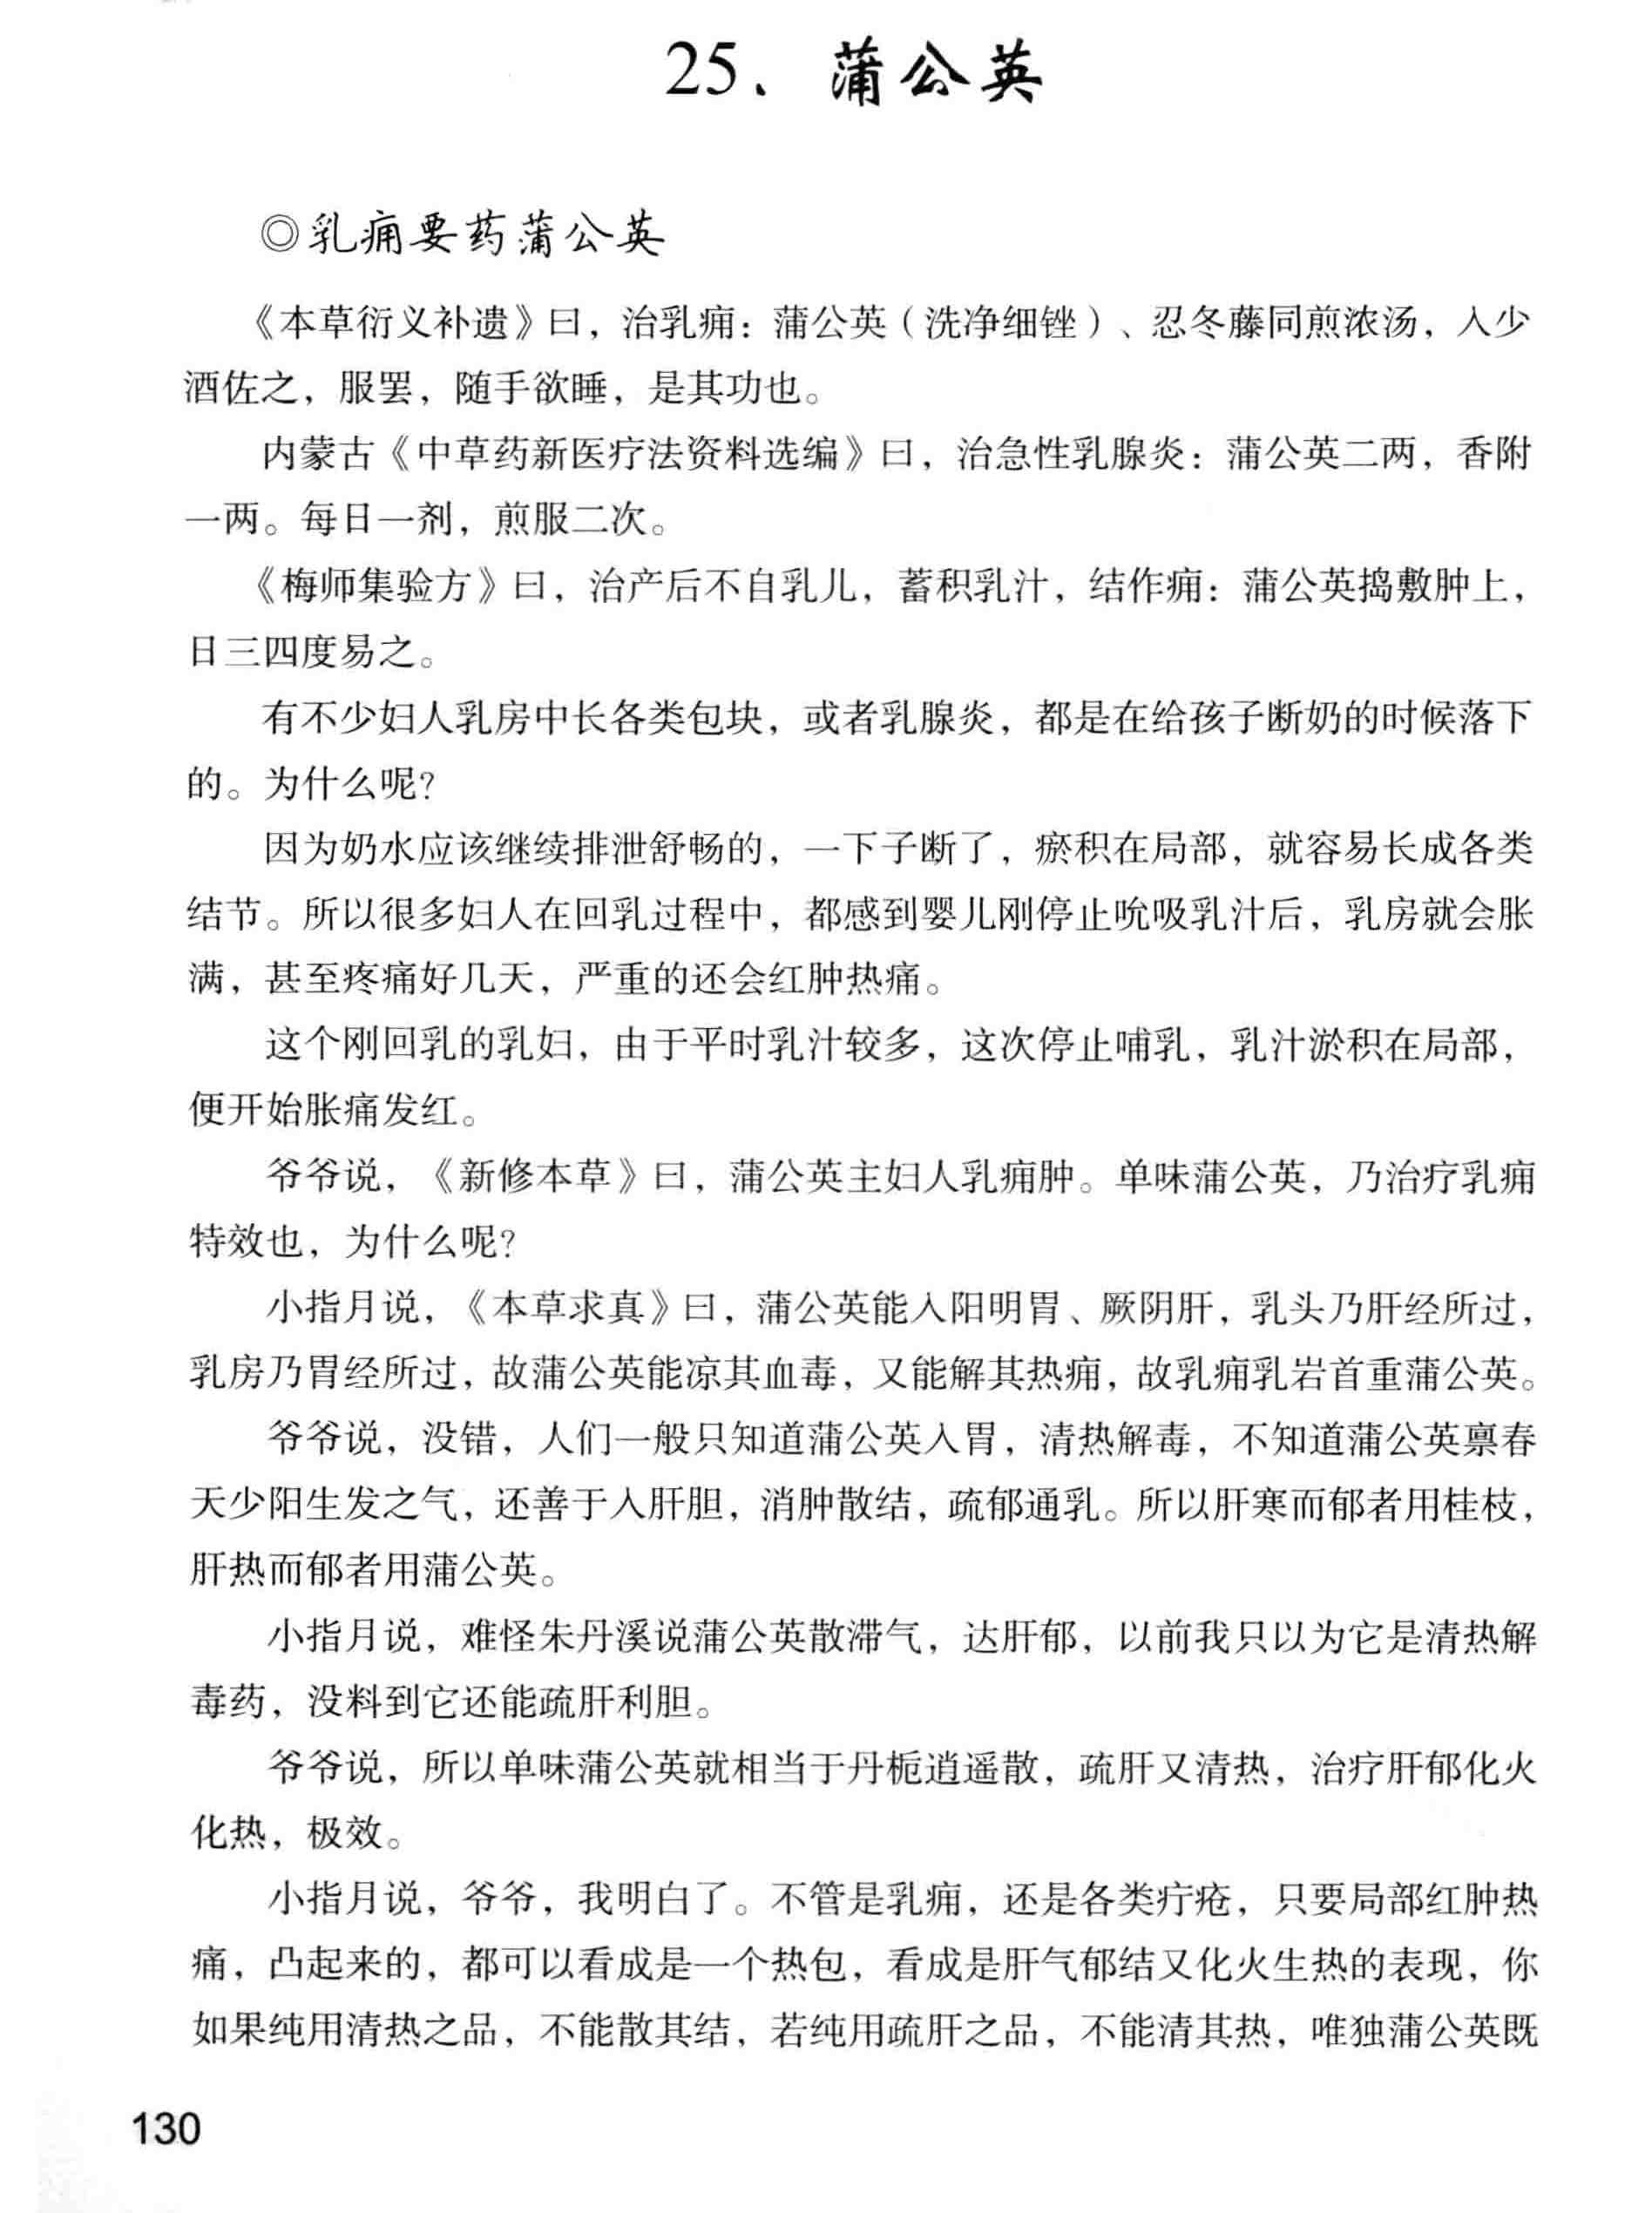 25、蒲公英
◎乳痈要药蒲公英
《本草衍义补遗》曰，治乳痈：蒲公英（洗净细锉）、忍冬藤同煎浓汤，入少
酒佐之，服罢，随手欲睡，是其功也。
内蒙古《中草药新医疗法资料选编》曰，治急性乳腺炎：蒲公英二两，香附
一两。每日一剂，煎服二次。
《梅师集验方》曰，治产后不自乳儿，蓄积乳汁，结作痈：蒲公英捣敷肿上，
日三四度易之。
有不少妇人乳房中长各类包块，或者乳腺炎，都是在给孩子断奶的时候落下
的。为什么呢？
因为奶水应该继续排泄舒畅的，一下子断了，瘀积在局部，就容易长成各类
结节。所以很多妇人在回乳过程中，都感到婴儿刚停止吮吸乳汁后，乳房就会胀
满，甚至疼痛好几天，严重的还会红肿热痛。
这个刚回乳的乳妇，由于平时乳汁较多，这次停止哺乳，乳汁淤积在局部，
便开始胀痛发红。
爷爷说，《新修本草》曰，蒲公英主妇人乳痈肿。单味蒲公英，乃治疗乳痈
特效也，为什么呢？
小指月说，《本草求真》曰，蒲公英能入阳明胃、厥阴肝，乳头乃肝经所过，
乳房乃胃经所过，故蒲公英能凉其血毒，又能解其热痈，故乳痈乳岩首重蒲公英。
爷爷说，没错，人们一般只知道蒲公英入胃，清热解毒，不知道蒲公英禀春
天少阳生发之气，还善于入肝胆，消肿散结，疏郁通乳。所以肝寒而郁者用桂枝，
肝热而郁者用蒲公英。
小指月说，难怪朱丹溪说蒲公英散滞气，达肝郁，以前我只以为它是清热解
毒药，没料到它还能疏肝利胆。
爷爷说，所以单味蒲公英就相当于丹栀逍遥散，疏肝又清热，治疗肝郁化火
化热，极效。
小指月说，爷爷，我明白了。不管是乳痈，还是各类疔疮，只要局部红肿热
痛，凸起来的，都可以看成是一个热包，看成是肝气郁结又化火生热的表现，你
如果纯用清热之品，不能散其结，若纯用疏肝之品，不能清其热，唯独蒲公英既
130